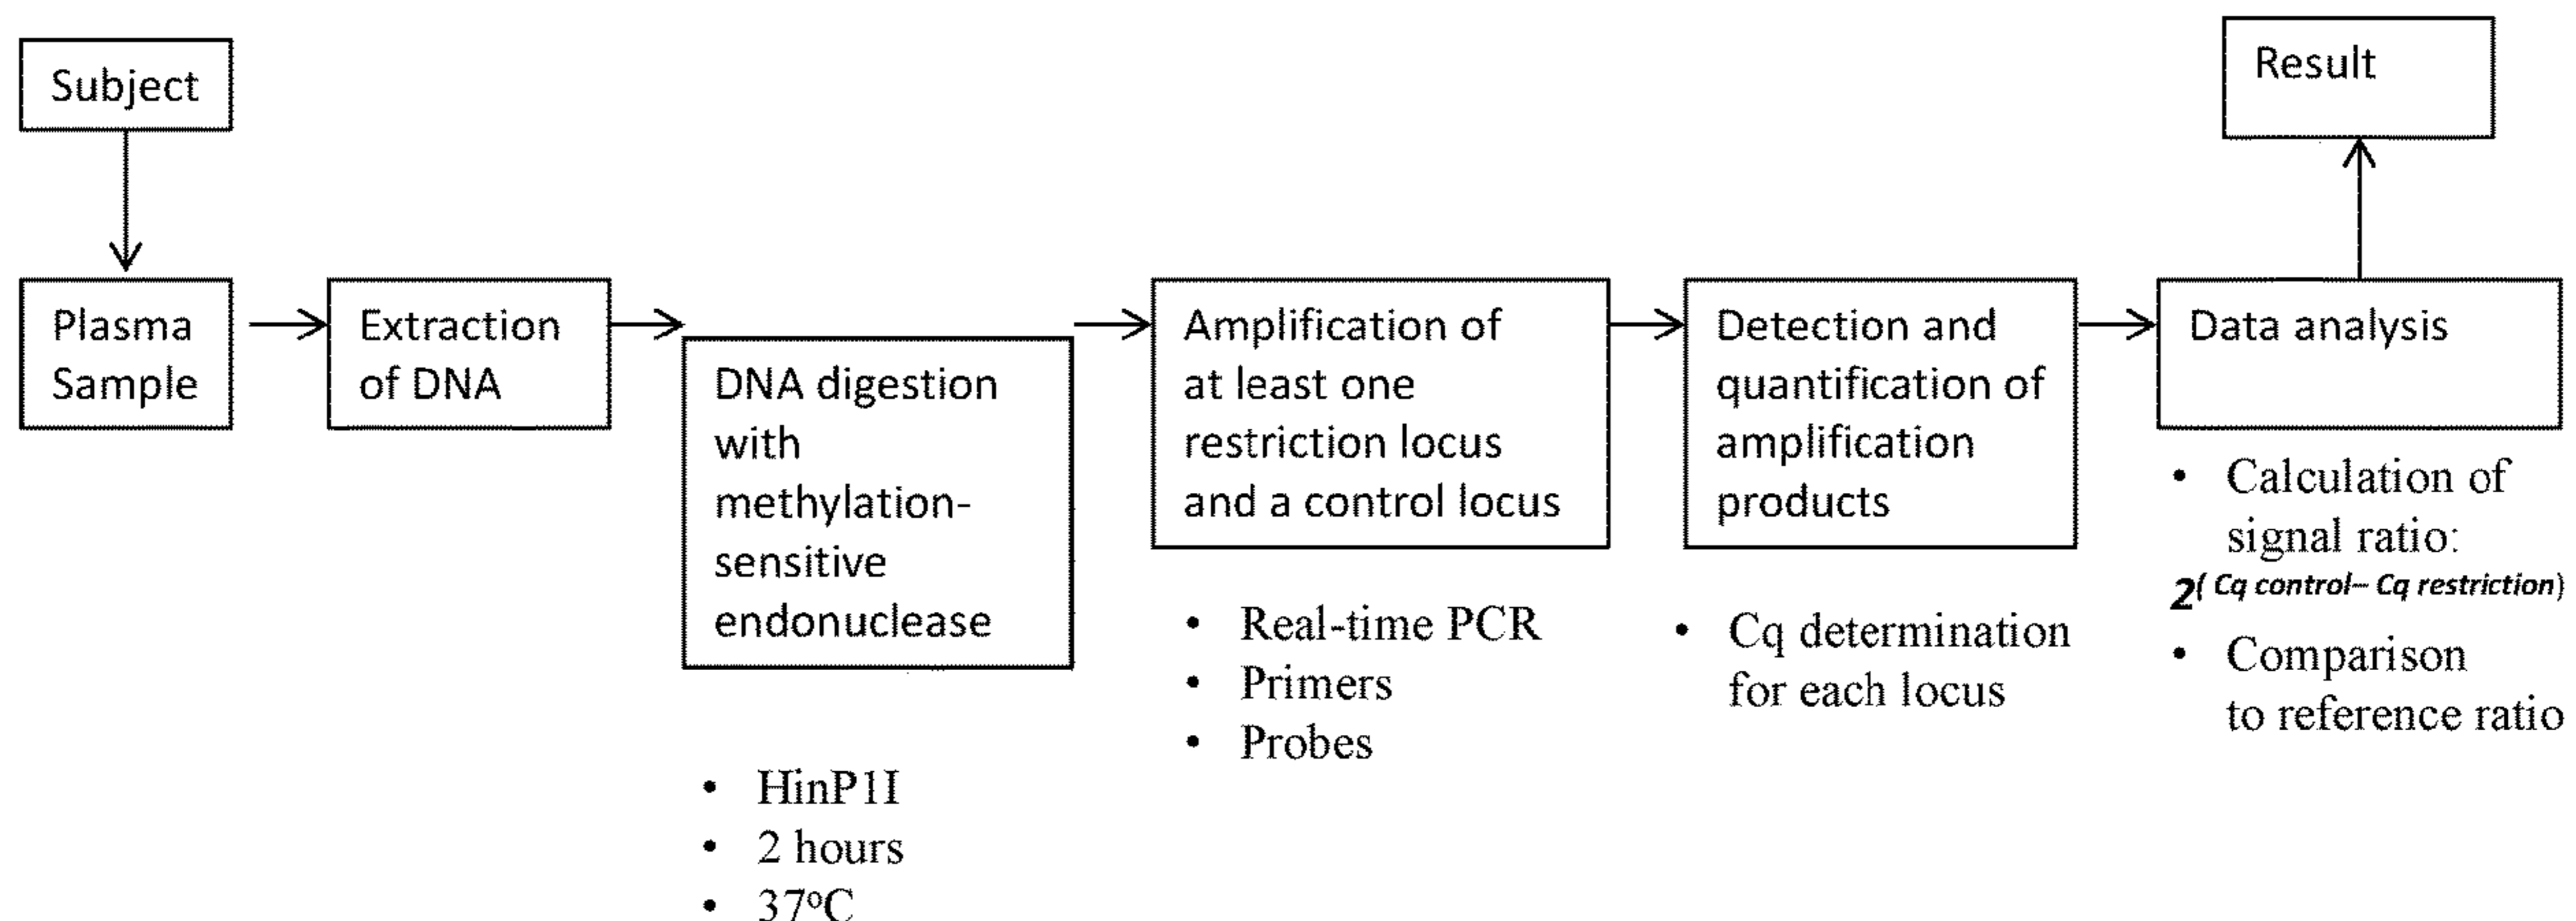 Subject
Plasma
Sample
Extraction
of DNA
DNA digestion
with
methylation-
sensitive
endonuclease
• HinP1I
• 2 hours
• 37°C
Amplification of
at least one
restriction locus
and a control locus
• Real-time PCR
• Primers
• Probes
Detection and
quantification of
amplification
products
• Cq determination
for each locus
Data analysis
• Calculation of
signal ratio:
2( Cq control– Cq restriction)
• Comparison
to reference ratio
Result